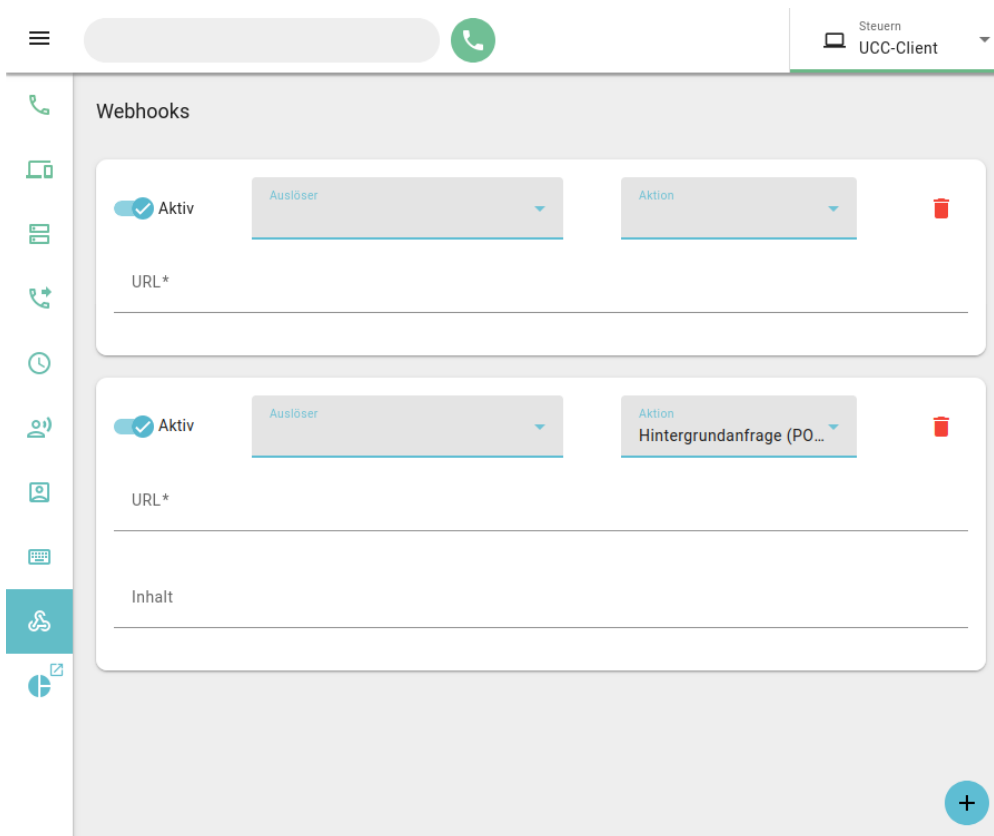 Steuern
UCC-Client
Webhooks
Aktiv
Auslöser
Aktion
URL*
Aktiv
Auslöser
Aktion
Hintergrundanfrage (PO...
URL*
Inhalt